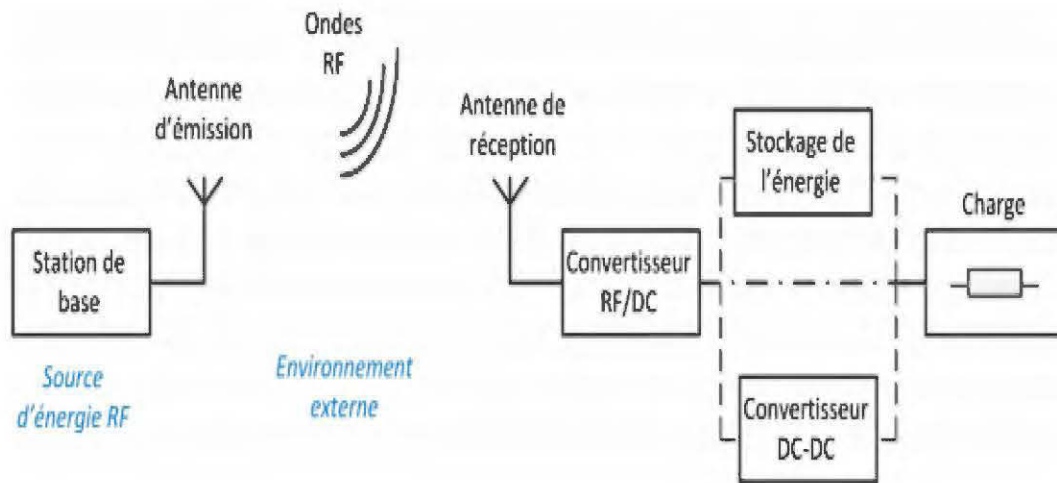 Ondes
RF
Antenne
d'émission
Antenne de
réception
Stockage de
l'énergie
Charge
Station de
base
Convertisseur
RF/DC
Source
d'énergie RF
Environnement
externe
Convertisseur
DC-DC